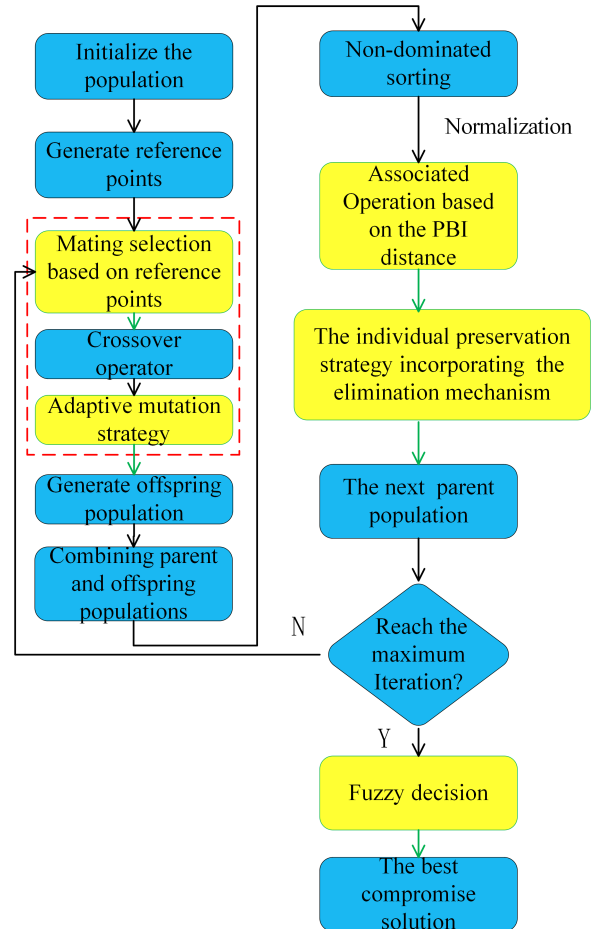 Initialize the
population
Generate reference
points
Mating selection
based on reference
points
Crossover
operator
Adaptive mutation
strategy
Generate offspring
population
Combining parent
and offspring
populations
Non-dominated
sorting
Normalization
Associated
Operation based
on the PBI
distance
The individual preservation
strategy incorporating the
elimination mechanism
The next parent
population
Reach the
maximum
Iteration?
N
Y
Fuzzy decision
The best
compromise
solution